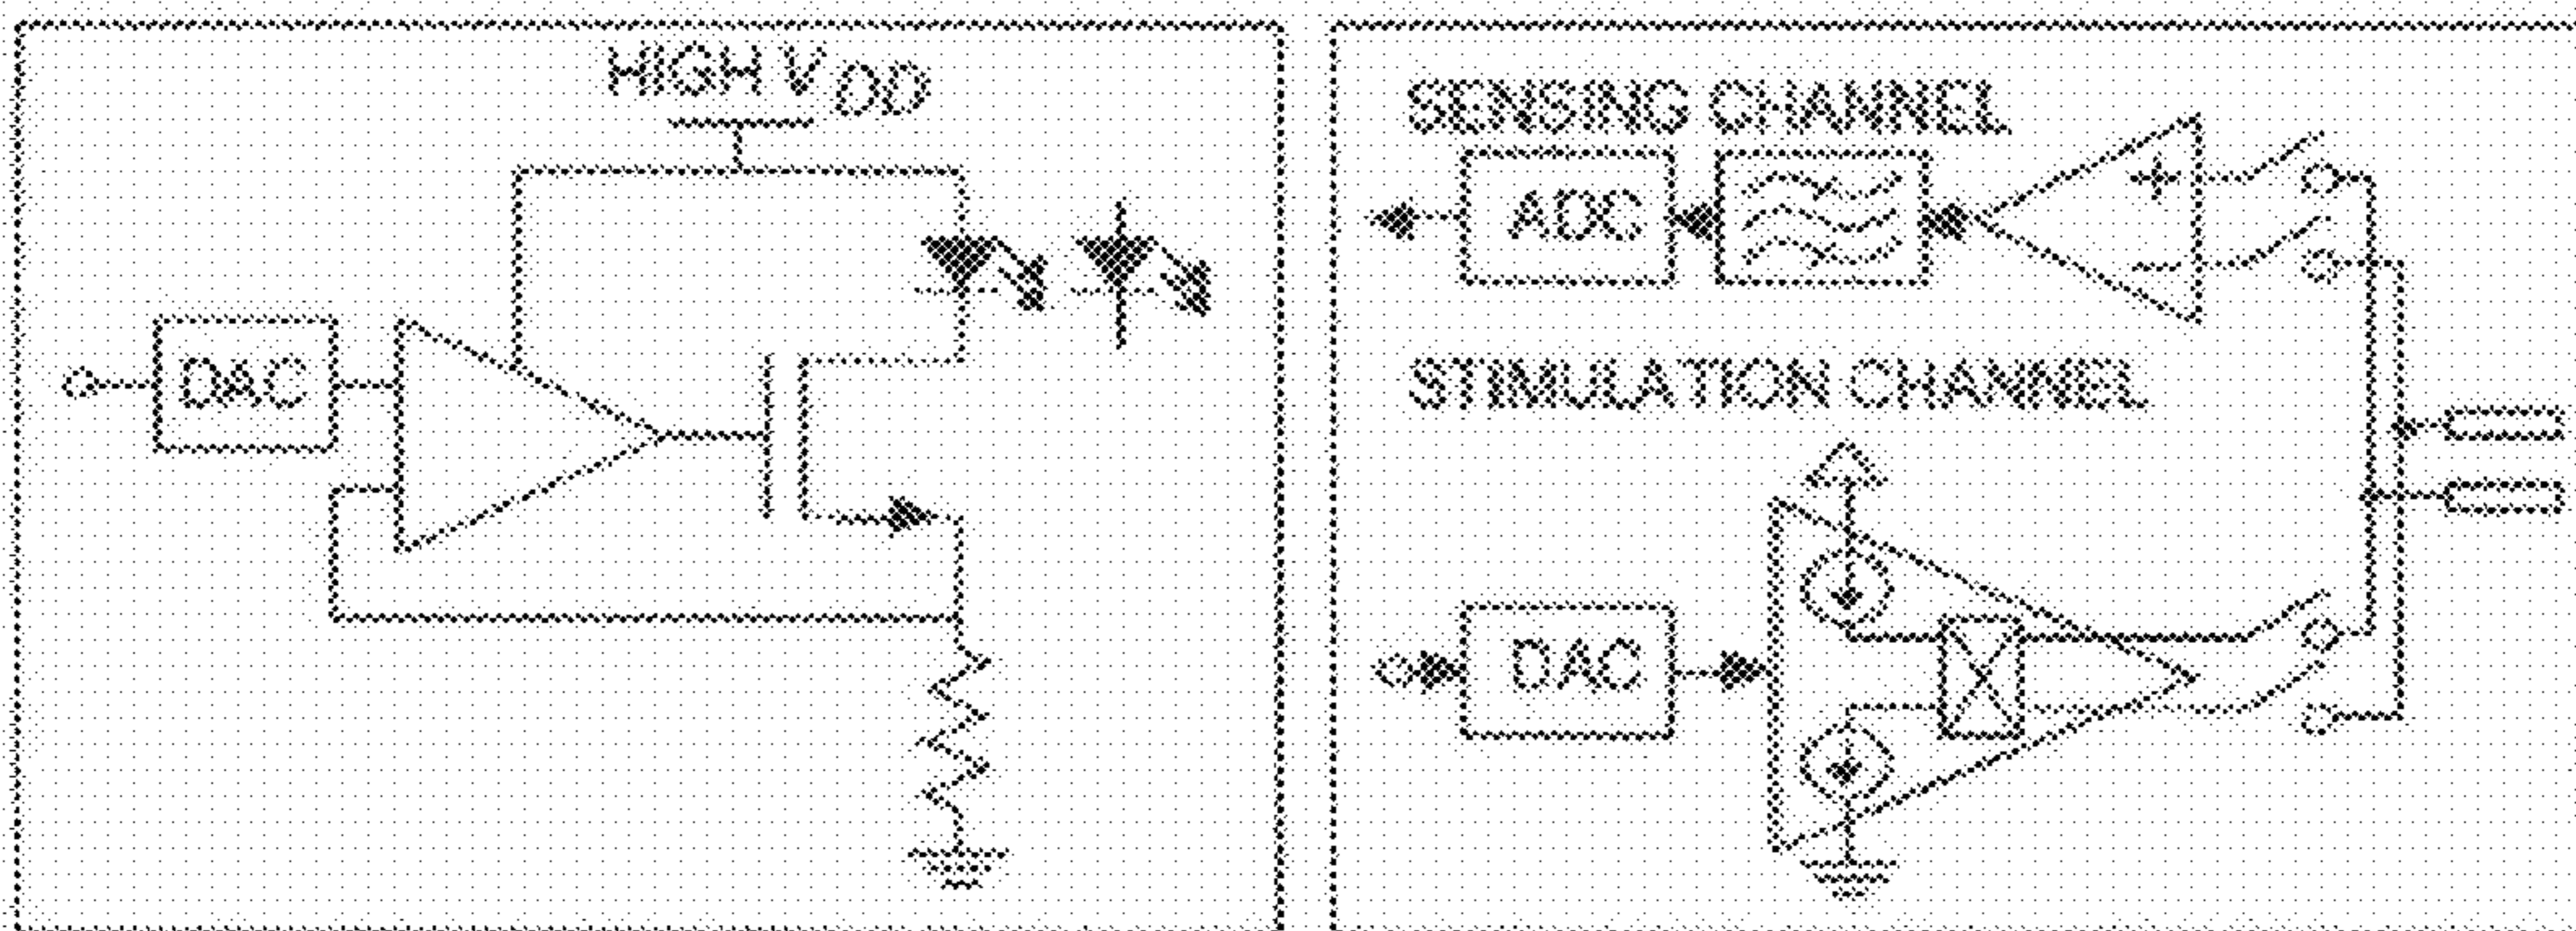 HIGH VDD
DAC
SENSING CHANNEL
ADC
+
−
STIMULATION CHANNEL
DAC